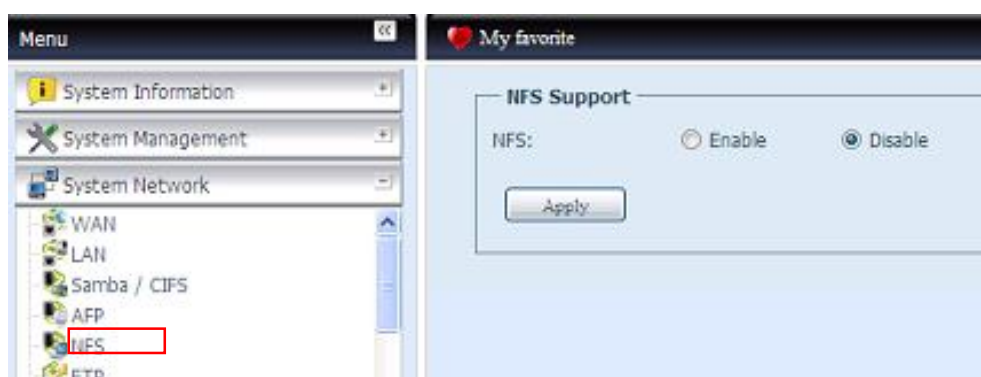 Menu
My favorite
System Information
System Management
System Network
WAN
LAN
Samba / CIFS
AFP
NFS
FTP
NFS Support
NFS:
Enable
Disable
Apply